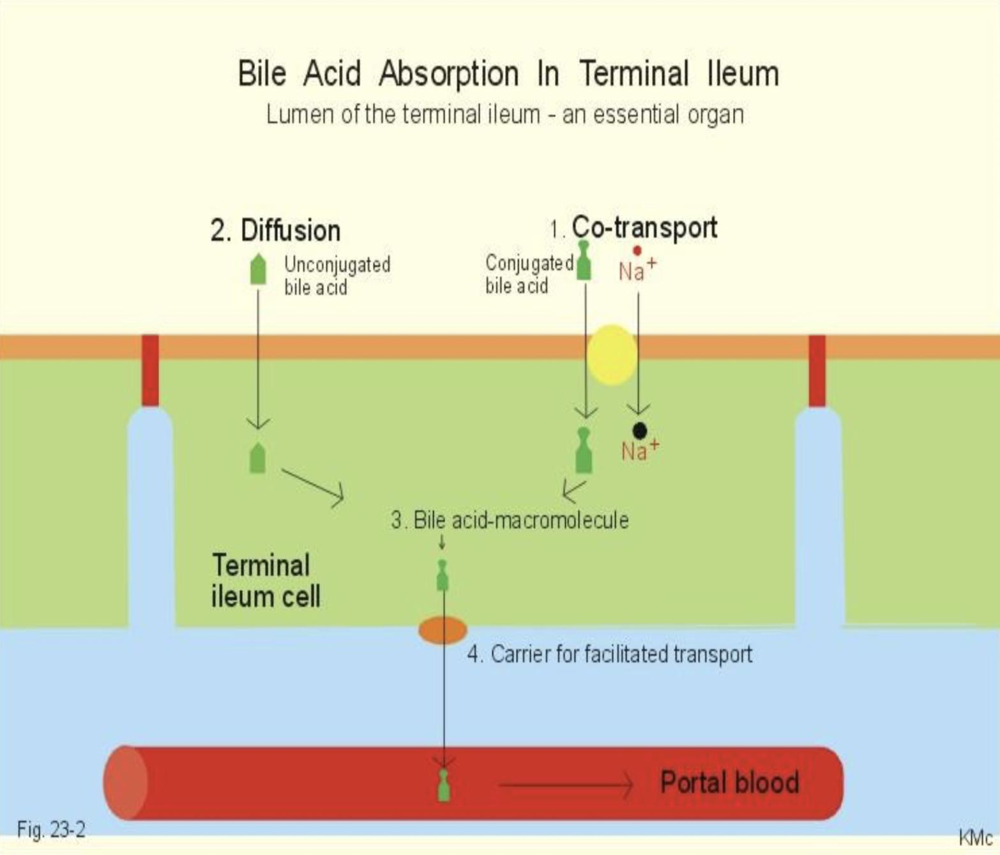 Bile Acid Absorption In Terminal Ileum
Lumen of the terminal ileum - an essential organ
2. Diffusion
Unconjugated
bile acid
1. Co-transport
Conjugated
bile acid
Na+
Na+
3. Bile acid-macromolecule
Terminal
ileum cell
4. Carrier for facilitated transport
Portal blood
Fig. 23-2
KMc